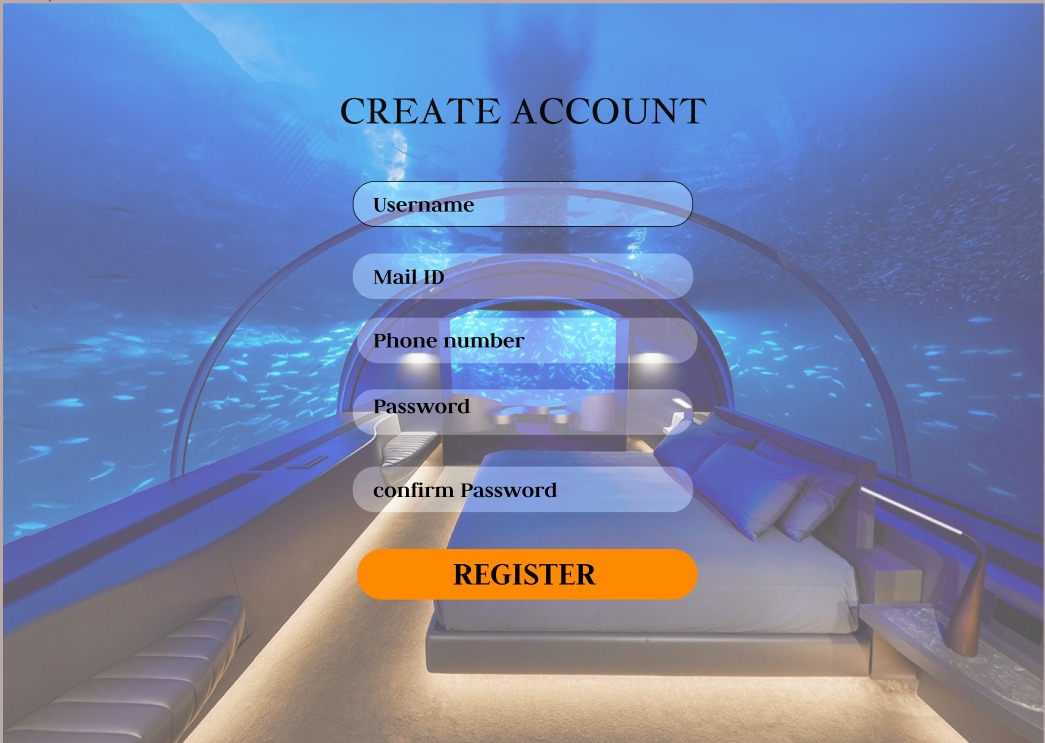 CREATE ACCOUNT
Username
Mail ID
Phone number
Password
confirm Password
REGISTER